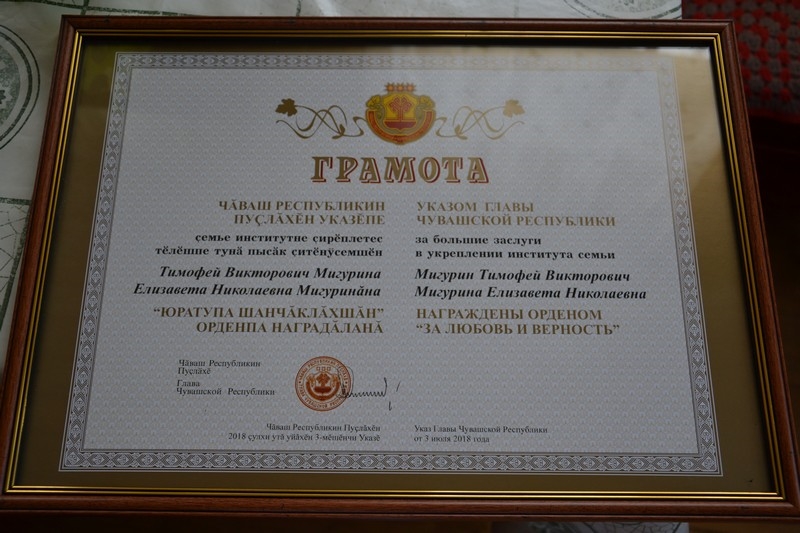 ГРАМОТА
ЧӐВАШ РЕСПУБЛИКИН
ПУҪЛӐХӖН УКАЗӖПЕ
ҫемье институтне ҫирӗплетес
тӗлӗшпе тунӑ пысӑк ҫитӗнӳсемшӗн
Тимофей Викторович Мигурина
Елизавета Николаевна Мигуринӑна
“ЮРАТУПА ШАНЧӐКЛӐХШӐН”
ОРДЕНПА НАГРАДӐЛАНӐ
УКАЗОМ ГЛАВЫ
ЧУВАШСКОЙ РЕСПУБЛИКИ
за большие заслуги
в укреплении института семьи
Мигурин Тимофей Викторович
Мигурина Елизавета Николаевна
НАГРАЖДЕНЫ ОРДЕНОМ
“ЗА ЛЮБОВЬ И ВЕРНОСТЬ”
Чӑваш Республикин
Пуҫлӑхӗ
Глава
Чувашской Республики
Чӑваш Республикин Пуҫлӑхӗн
2018 ҫулхи утӑ уйӑхӗн 3-мӗшӗнчи Указӗ
Указ Главы Чувашской Республики
от 3 июля 2018 года